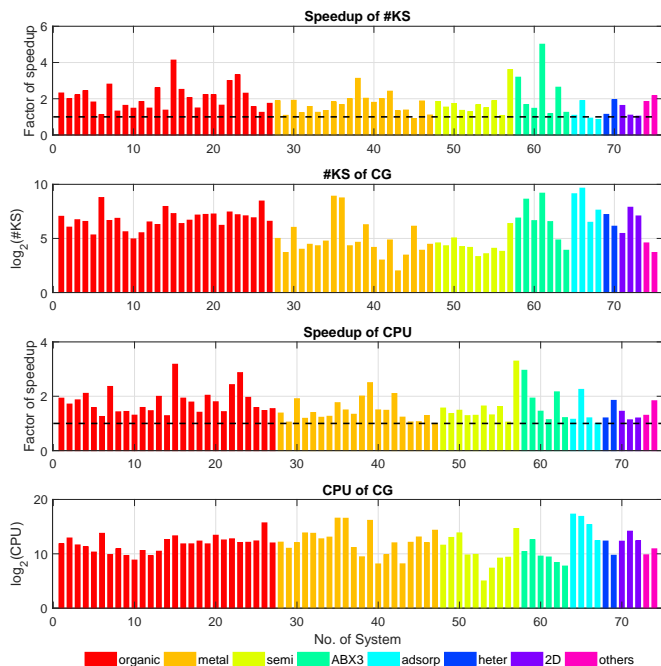 Speedup of #KS
Factor of speedup
6
4
2
0
0 10 20 30 40 50 60 70
#KS of CG
log2(#KS)
10
5
0
0 10 20 30 40 50 60 70
Speedup of CPU
Factor of speedup
4
2
0
0 10 20 30 40 50 60 70
CPU of CG
log2(CPU)
20
10
0
0 10 20 30 40 50 60 70
No. of System
organic metal semi ABX3 adsorp heter 2D others